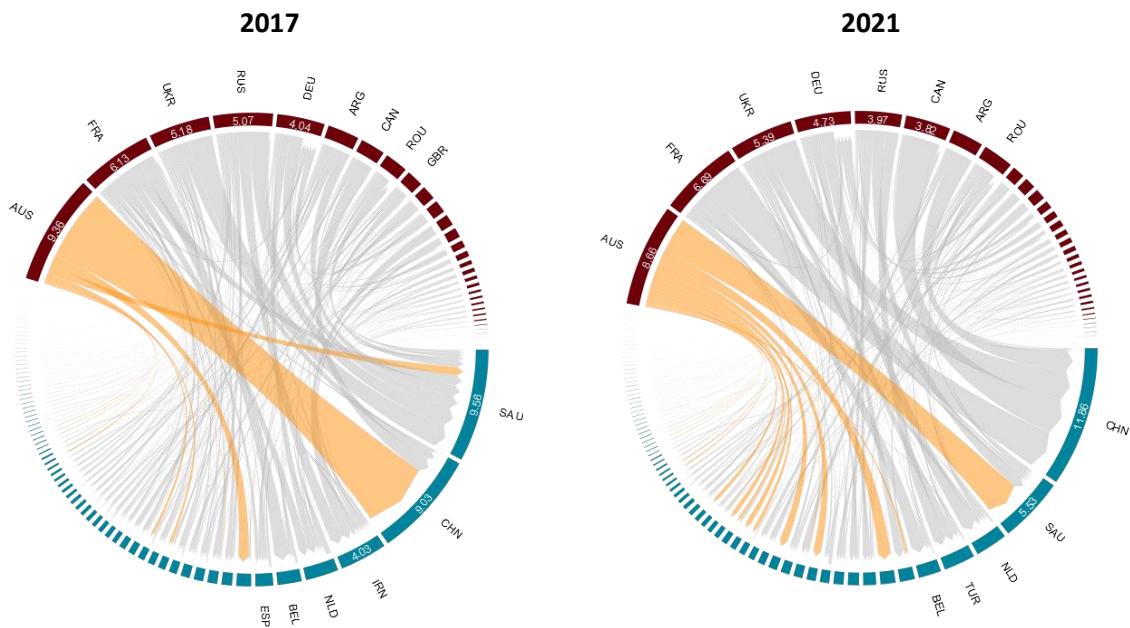 2017
AUS
FRA
UKR
RUS
DEU
ARG
CAN
ROU
GBR
9.36
6.13
5.18
5.07
4.04
SAU
9.56
CHN
9.03
IRN
4.03
NLD
BEL
ESP
2021
AUS
FRA
UKR
DEU
RUS
CAN
ARG
ROU
8.66
6.69
5.39
4.73
3.97
3.82
CHN
11.86
SAU
5.53
NLD
TUR
BEL